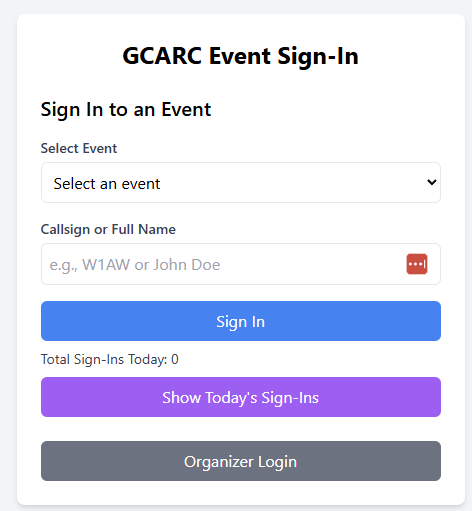 GCARC Event Sign-In
Sign In to an Event
Select Event
Select an event
Callsign or Full Name
e.g., W1AW or John Doe
Sign In
Total Sign-Ins Today: 0
Show Today's Sign-Ins
Organizer Login